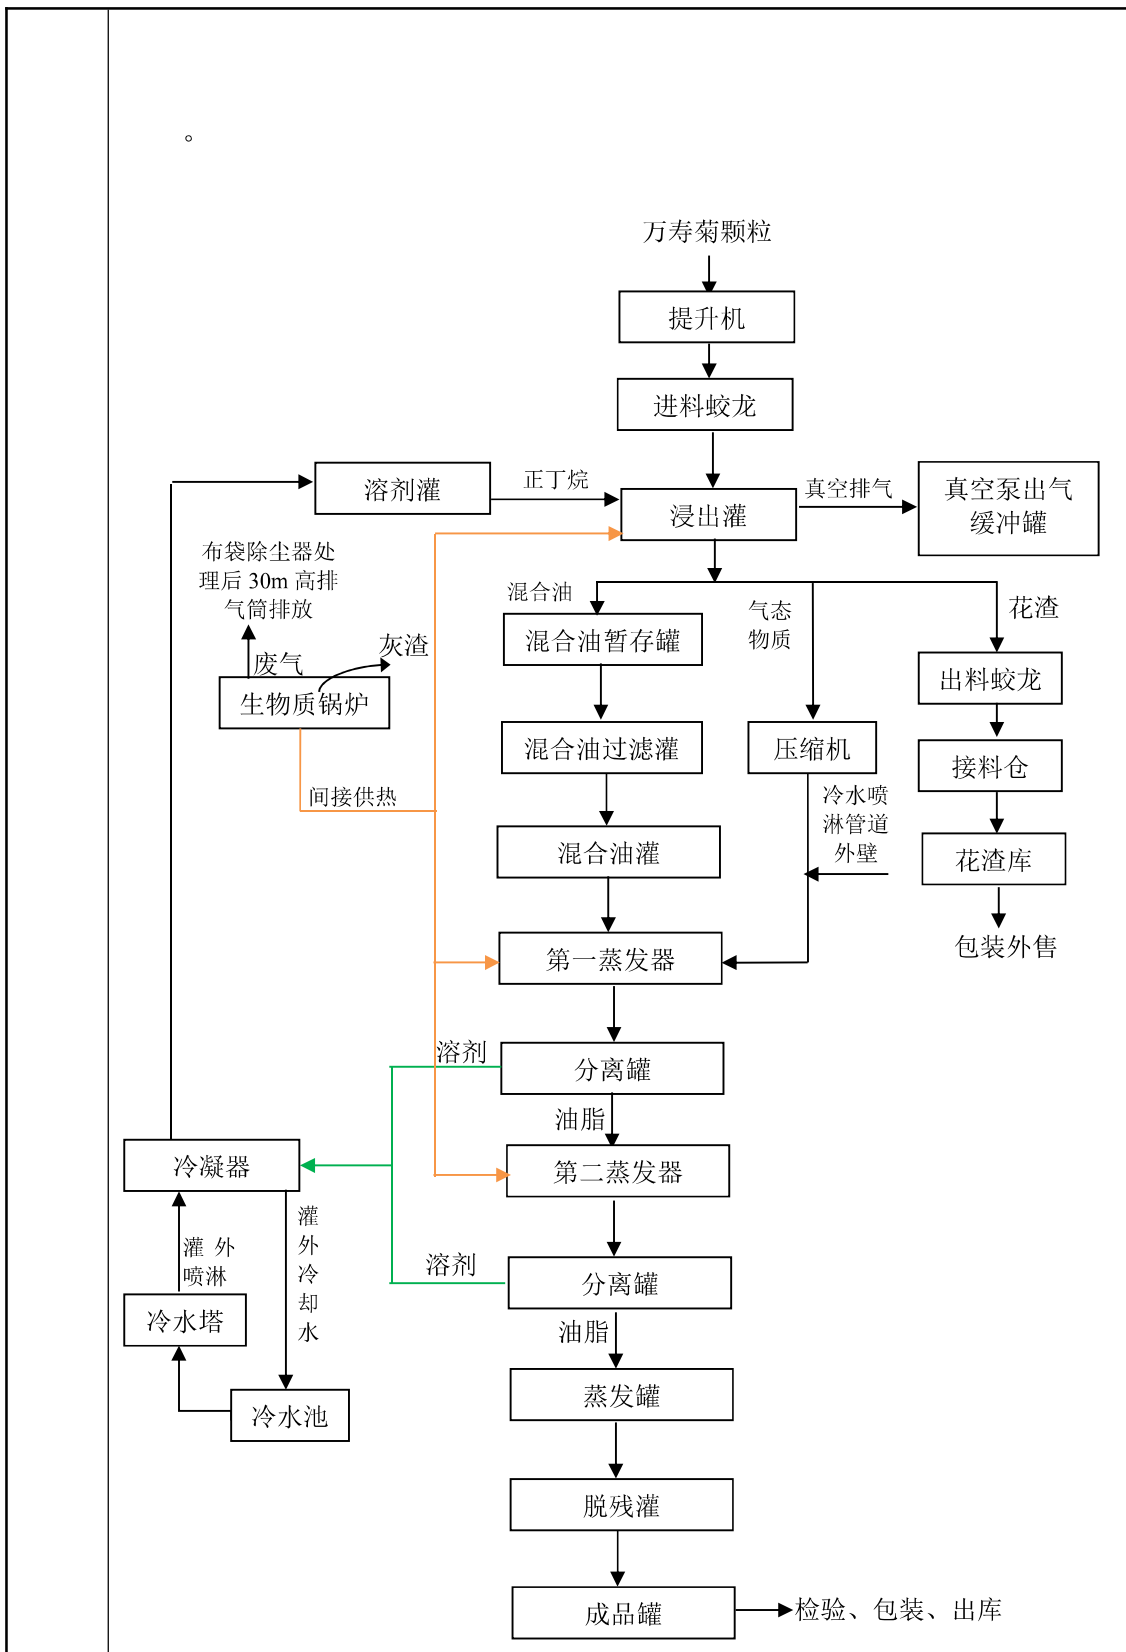 。
万寿菊颗粒
提升机
进料蛟龙
溶剂灌
正丁烷
浸出灌
真空排气
真空泵出气
缓冲罐
布袋除尘器处
理后 30m 高排
气筒排放
废气
灰渣
生物质锅炉
间接供热
混合油
气态
物质
花渣
混合油暂存罐
出料蛟龙
混合油过滤灌
压缩机
接料仓
冷水喷
淋管道
外壁
混合油灌
花渣库
包装外售
第一蒸发器
溶剂
分离罐
油脂
冷凝器
第二蒸发器
灌 外
喷淋
灌
外
冷
却
水
溶剂
分离罐
冷水塔
油脂
冷水池
蒸发罐
脱残灌
成品罐
检验、包装、出库